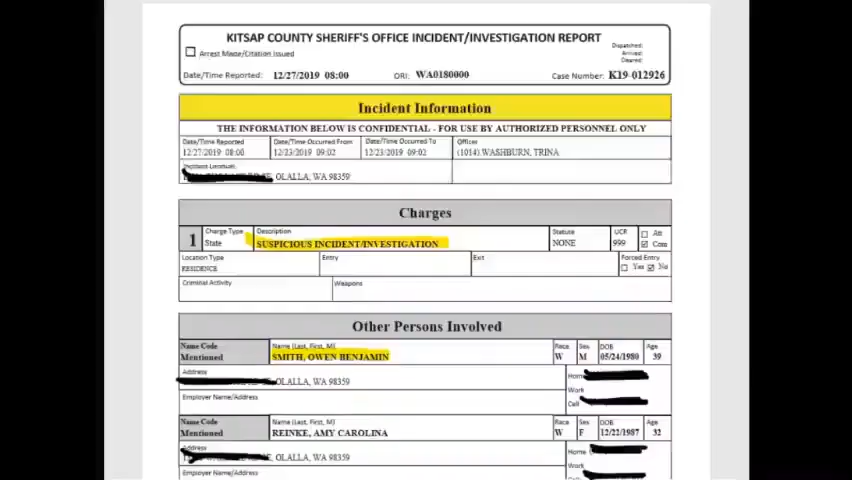 KITSAP COUNTY SHERIFF'S OFFICE INCIDENT/INVESTIGATION REPORT
Arrest Made/Citation Issued
Dispatched:
Arrived:
Cleared:
Date/Time Reported: 12/27/2019 08:00 ORI: WA0180000 Case Number: K19-012926
Incident Information
THE INFORMATION BELOW IS CONFIDENTIAL - FOR USE BY AUTHORIZED PERSONNEL ONLY
Date/Time Reported Date/Time Occurred From Date/Time Occurred To Officer
12/27/2019 08:00 12/23/2019 09:02 12/23/2019 09:02 (1014) WASHBURN, TRINA
Incident Location
OLALLA, WA 98359
Charges
1 Charge Type Description Statute UCR Att
State SUSPICIOUS INCIDENT/INVESTIGATION NONE 999 Com
Location Type Entry Exit Forced Entry
RESIDENCE Yes No
Criminal Activity Weapons
Other Persons Involved
Name Code Name (Last, First, M) Race Sex DOB Age
Mentioned SMITH, OWEN BENJAMIN W M 05/24/1980 39
Address Home
OLALLA, WA 98359
Work
Employer Name/Address Cell
Name Code Name (Last, First, M) Race Sex DOB Age
Mentioned REINKE, AMY CAROLINA W F 12/22/1987 32
Address Home
OLALLA, WA 98359
Work
Employer Name/Address